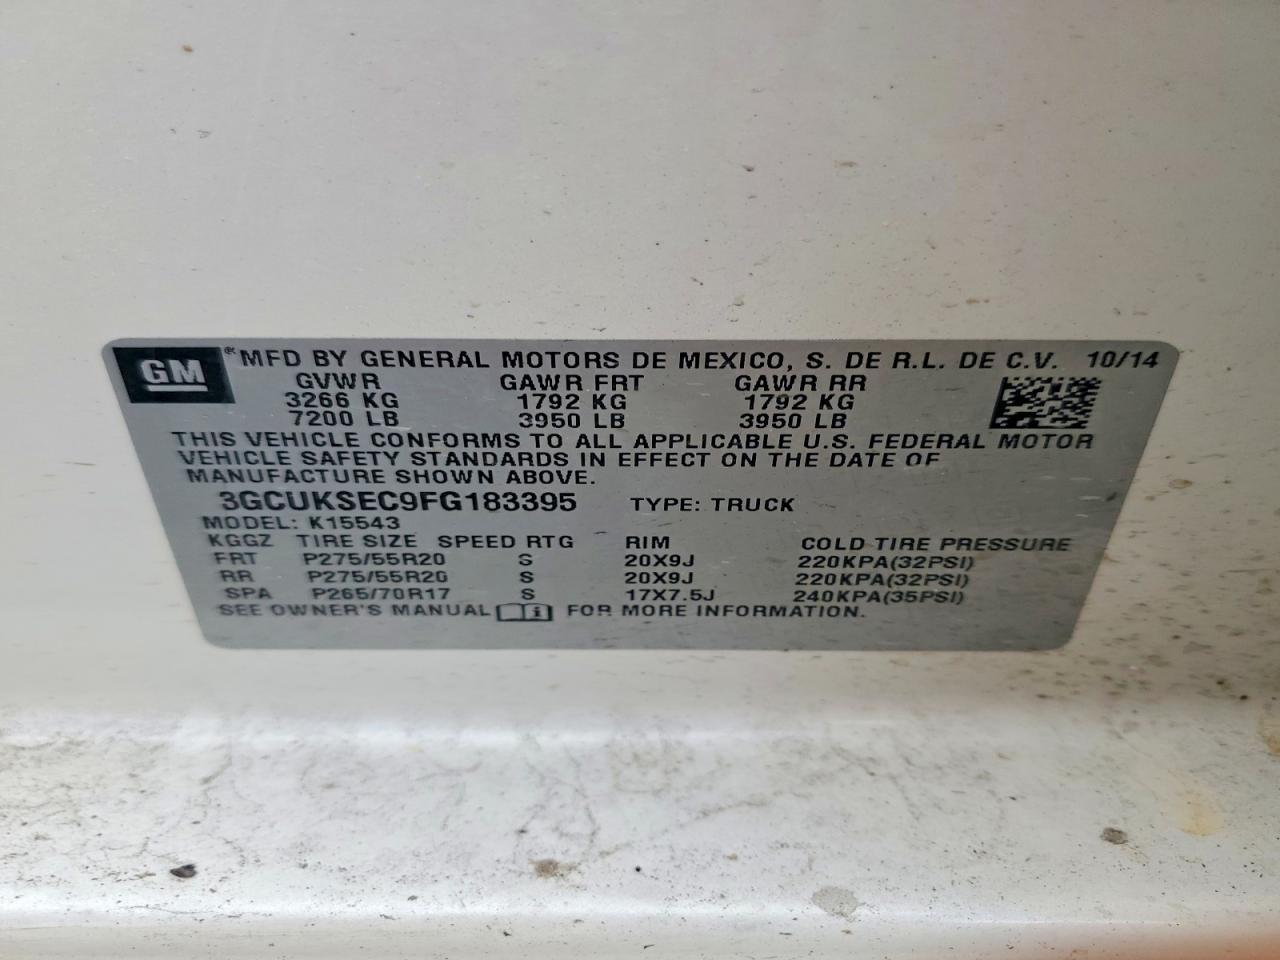 GM ® MFD BY GENERAL MOTORS DE MEXICO, S. DE R.L. DE C.V. 10/14
GVWR GAWR FRT GAWR RR
3266 KG 1792 KG 1792 KG
7200 LB 3950 LB 3950 LB
THIS VEHICLE CONFORMS TO ALL APPLICABLE U.S. FEDERAL MOTOR
VEHICLE SAFETY STANDARDS IN EFFECT ON THE DATE OF
MANUFACTURE SHOWN ABOVE.
3GCUKSEC9FG183395 TYPE: TRUCK
MODEL: K15543
KGGZ TIRE SIZE SPEED RTG RIM COLD TIRE PRESSURE
FRT P275/55R20 S 20X9J 220KPA(32PSI)
RR P275/55R20 S 20X9J 220KPA(32PSI)
SPA P265/70R17 S 17X7.5J 240KPA(35PSI)
SEE OWNER'S MANUAL FOR MORE INFORMATION.